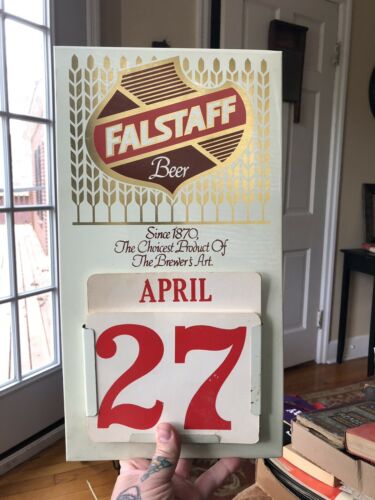 FALSTAFF
Beer
Since 1870,
The Choicest Product Of
The Brewer's Art.
APRIL
27